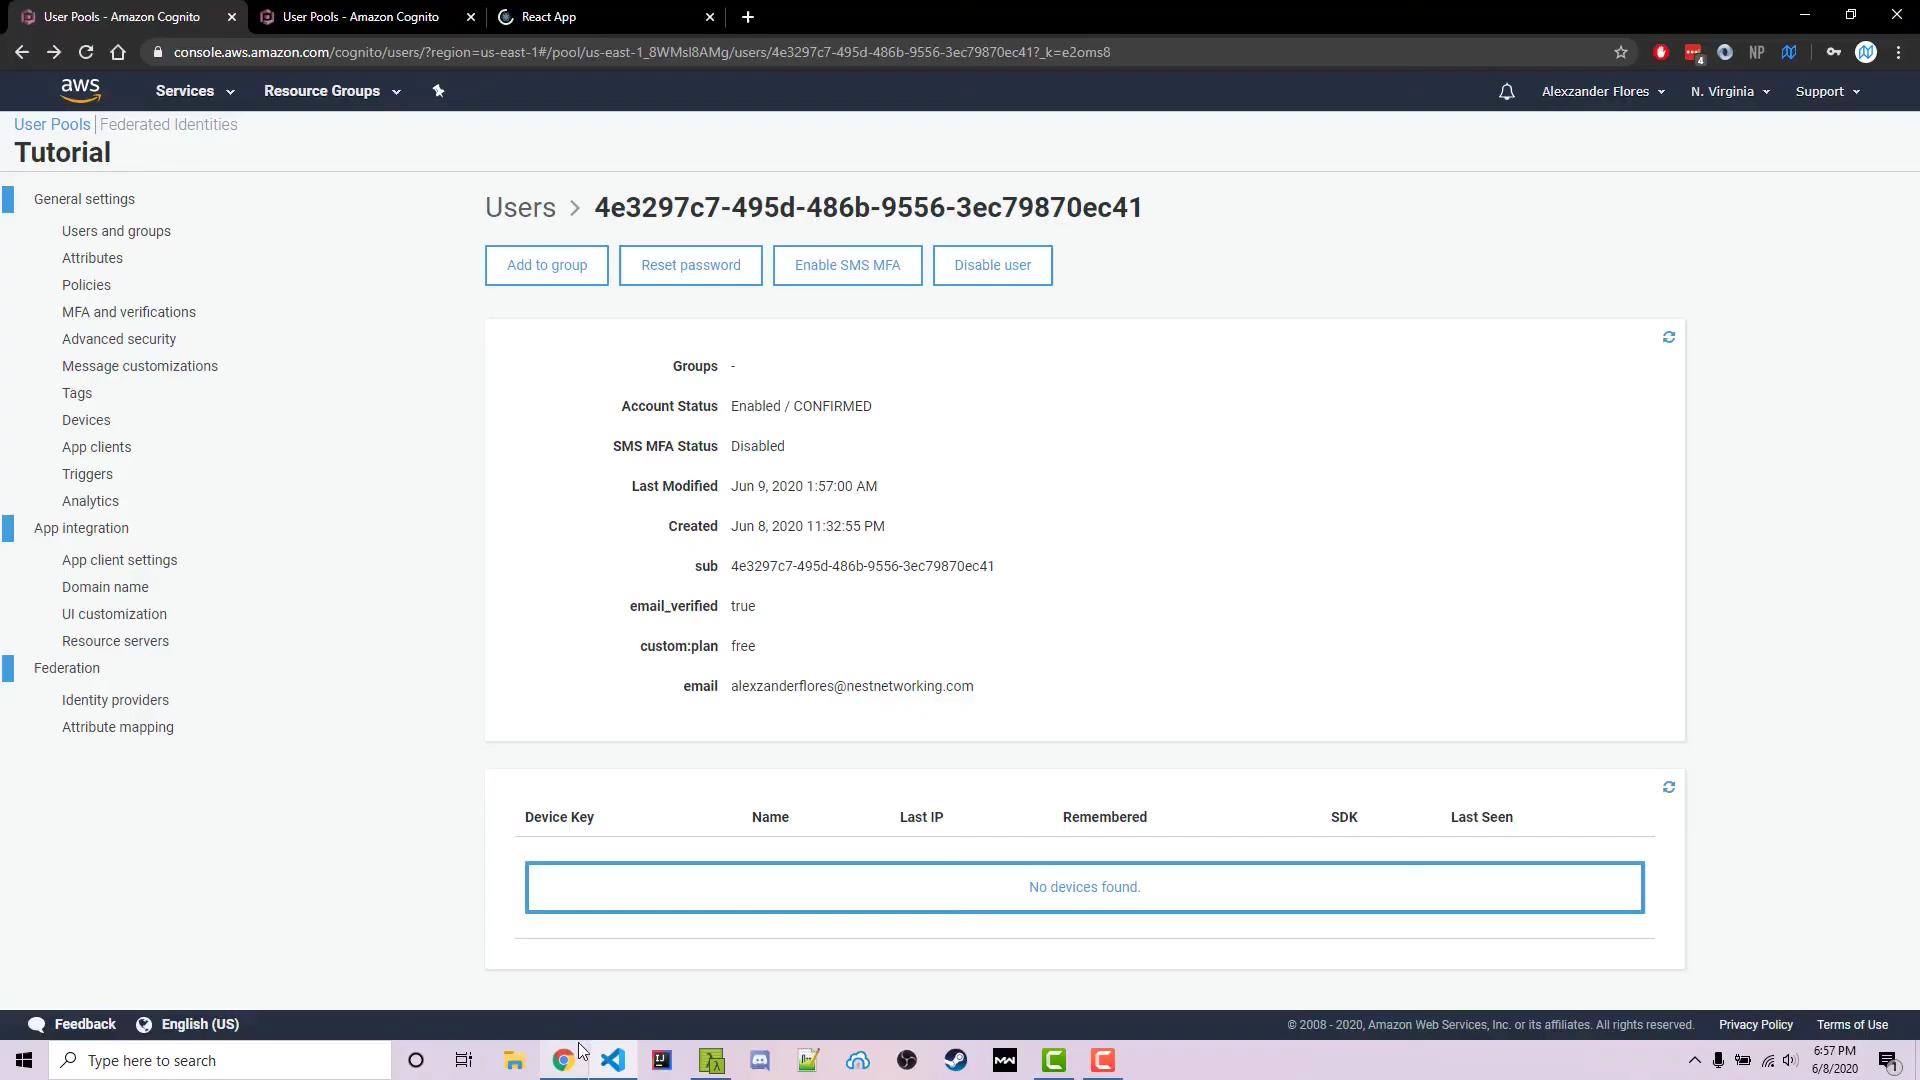 User Pools - Amazon Cognito
User Pools - Amazon Cognito
React App
console.aws.amazon.com/cognito/users/?region=us-east-1#/pool/us-east-1_8WMsI8AMg/users/4e3297c7-495d-486b-9556-3ec79870ec41?_k=e2oms8
4
NP
aws
Services
Resource Groups
Alexzander Flores
N. Virginia
Support
User Pools
Federated Identities
Tutorial
General settings
Users and groups
Attributes
Policies
MFA and verifications
Advanced security
Message customizations
Tags
Devices
App clients
Triggers
Analytics
App integration
App client settings
Domain name
UI customization
Resource servers
Federation
Identity providers
Attribute mapping
Users > 4e3297c7-495d-486b-9556-3ec79870ec41
Add to group
Reset password
Enable SMS MFA
Disable user
Groups -
Account Status Enabled / CONFIRMED
SMS MFA Status Disabled
Last Modified Jun 9, 2020 1:57:00 AM
Created Jun 8, 2020 11:32:55 PM
sub 4e3297c7-495d-486b-9556-3ec79870ec41
email_verified true
custom:plan free
email alexzanderflores@nestnetworking.com
Device Key Name Last IP Remembered SDK Last Seen
No devices found.
Feedback
English (US)
© 2008 - 2020, Amazon Web Services, Inc. or its affiliates. All rights reserved.
Privacy Policy
Terms of Use
Type here to search
IJ
MW
6:57 PM
6/8/2020
1